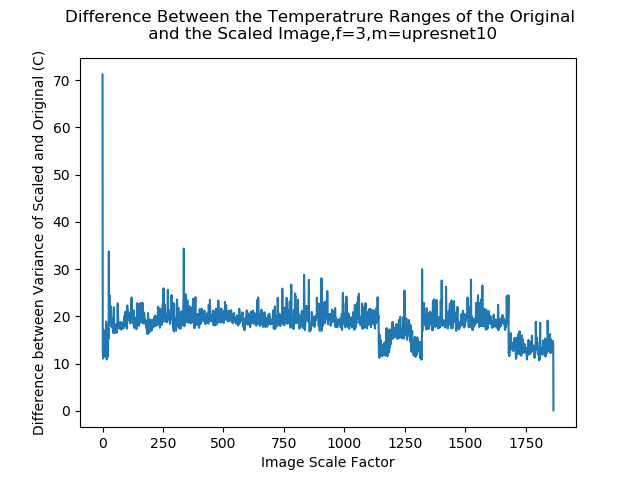 Difference Between the Temperatrure Ranges of the Original
and the Scaled Image,f=3,m=upresnet10
Difference between Variance of Scaled and Original (C)
70
60
50
40
30
20
10
0
0 250 500 750 1000 1250 1500 1750
Image Scale Factor